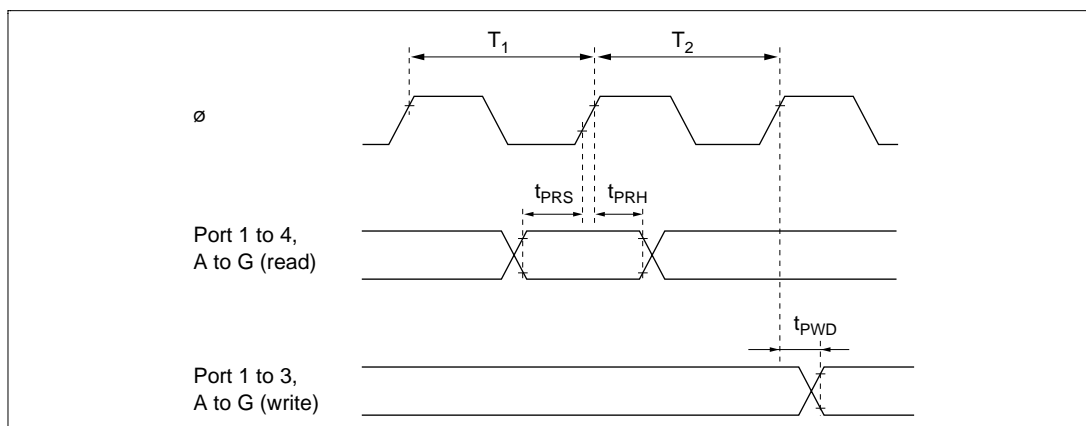 T1 T2
ø
tPRS tPRH
Port 1 to 4,
A to G (read)
tPWD
Port 1 to 3,
A to G (write)